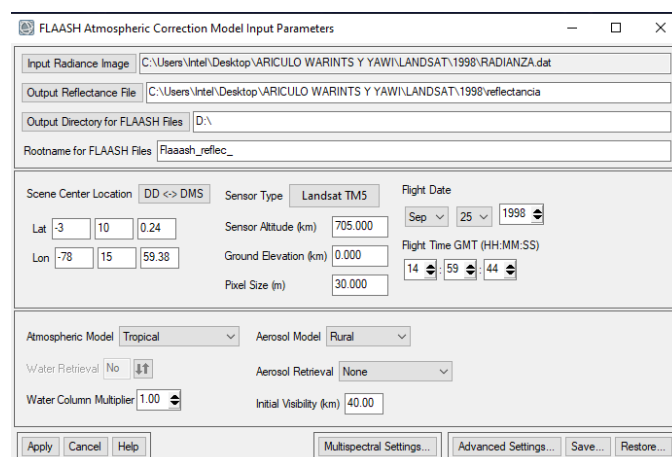 FLAASH Atmospheric Correction Model Input Parameters
Input Radiance Image C:\Users\Intel\Desktop\ARICULO WARINTS Y YAWI\LANDSAT\1998\RADIANZA.dat
Output Reflectance File C:\Users\Intel\Desktop\ARICULO WARINTS Y YAWI\LANDSAT\1998\reflectancia
Output Directory for FLAASH Files D:\
Rootname for FLAASH Files Flaaash_reflec_
Scene Center Location DD <-> DMS
Lat -3 10 0.24
Lon -78 15 59.38
Sensor Type Landsat TM5
Sensor Altitude (km) 705.000
Ground Elevation (km) 0.000
Pixel Size (m) 30.000
Flight Date
Sep 25 1998
Flight Time GMT (HH:MM:SS)
14 : 59 : 44
Atmospheric Model Tropical
Water Retrieval No
Water Column Multiplier 1.00
Aerosol Model Rural
Aerosol Retrieval None
Initial Visibility (km) 40.00
Apply Cancel Help Multispectral Settings... Advanced Settings... Save... Restore...